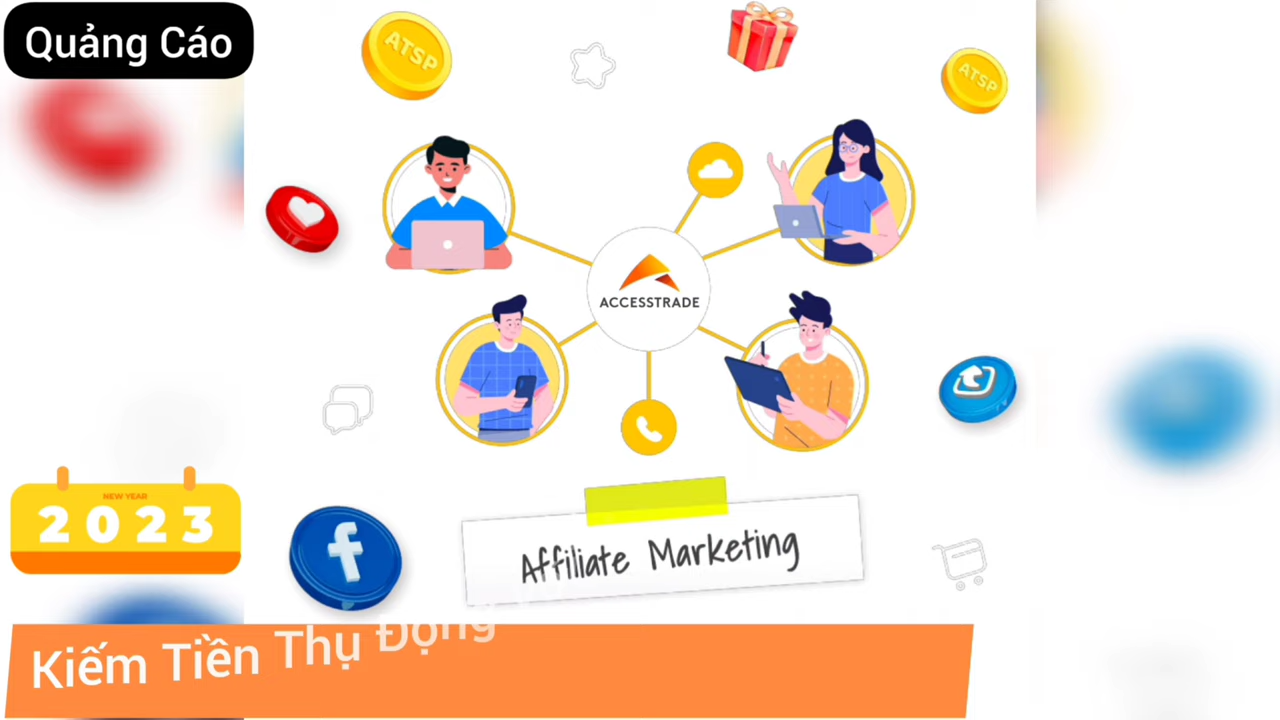 Quảng Cáo
ATSP
ATSP
ACCESSTRADE
NEW YEAR
2023
f
Affiliate Marketing
Kiếm Tiền Thụ Động